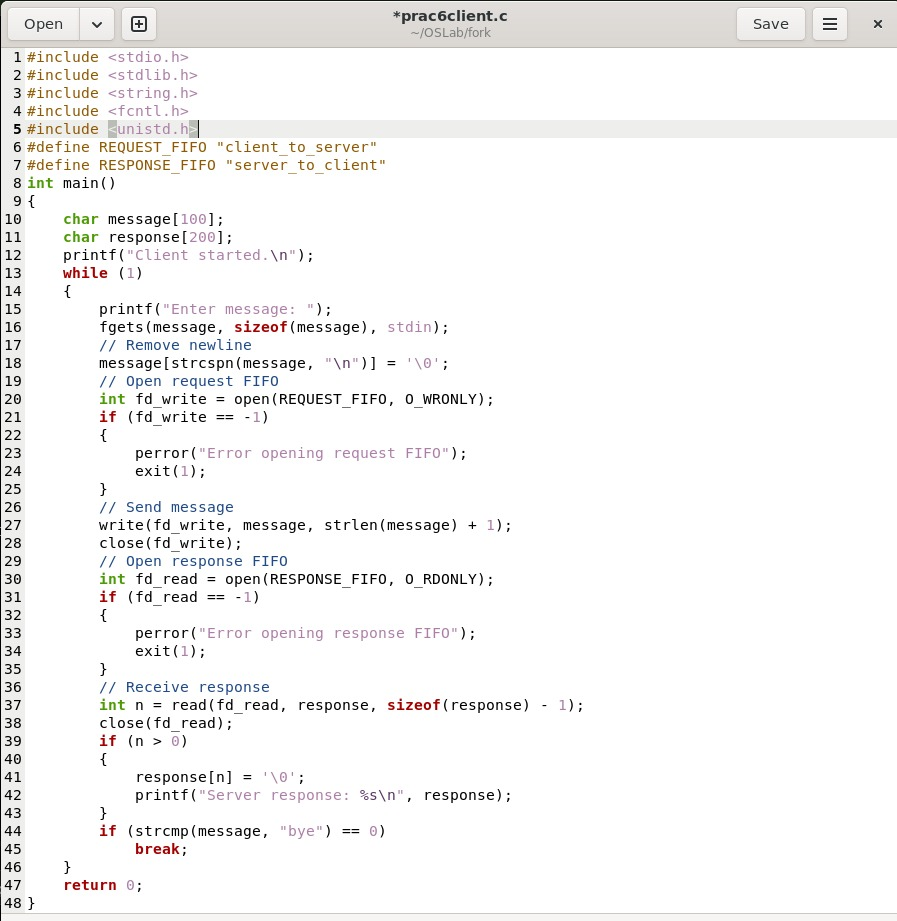 Open
*prac6client.c
~/OSLab/fork
Save
1 #include <stdio.h>
2 #include <stdlib.h>
3 #include <string.h>
4 #include <fcntl.h>
5 #include <unistd.h>
6 #define REQUEST_FIFO "client_to_server"
7 #define RESPONSE_FIFO "server_to_client"
8 int main()
9 {
10     char message[100];
11     char response[200];
12     printf("Client started.\n");
13     while (1)
14     {
15         printf("Enter message: ");
16         fgets(message, sizeof(message), stdin);
17         // Remove newline
18         message[strcspn(message, "\n")] = '\0';
19         // Open request FIFO
20         int fd_write = open(REQUEST_FIFO, O_WRONLY);
21         if (fd_write == -1)
22         {
23             perror("Error opening request FIFO");
24             exit(1);
25         }
26         // Send message
27         write(fd_write, message, strlen(message) + 1);
28         close(fd_write);
29         // Open response FIFO
30         int fd_read = open(RESPONSE_FIFO, O_RDONLY);
31         if (fd_read == -1)
32         {
33             perror("Error opening response FIFO");
34             exit(1);
35         }
36         // Receive response
37         int n = read(fd_read, response, sizeof(response) - 1);
38         close(fd_read);
39         if (n > 0)
40         {
41             response[n] = '\0';
42             printf("Server response: %s\n", response);
43         }
44         if (strcmp(message, "bye") == 0)
45             break;
46     }
47     return 0;
48 }